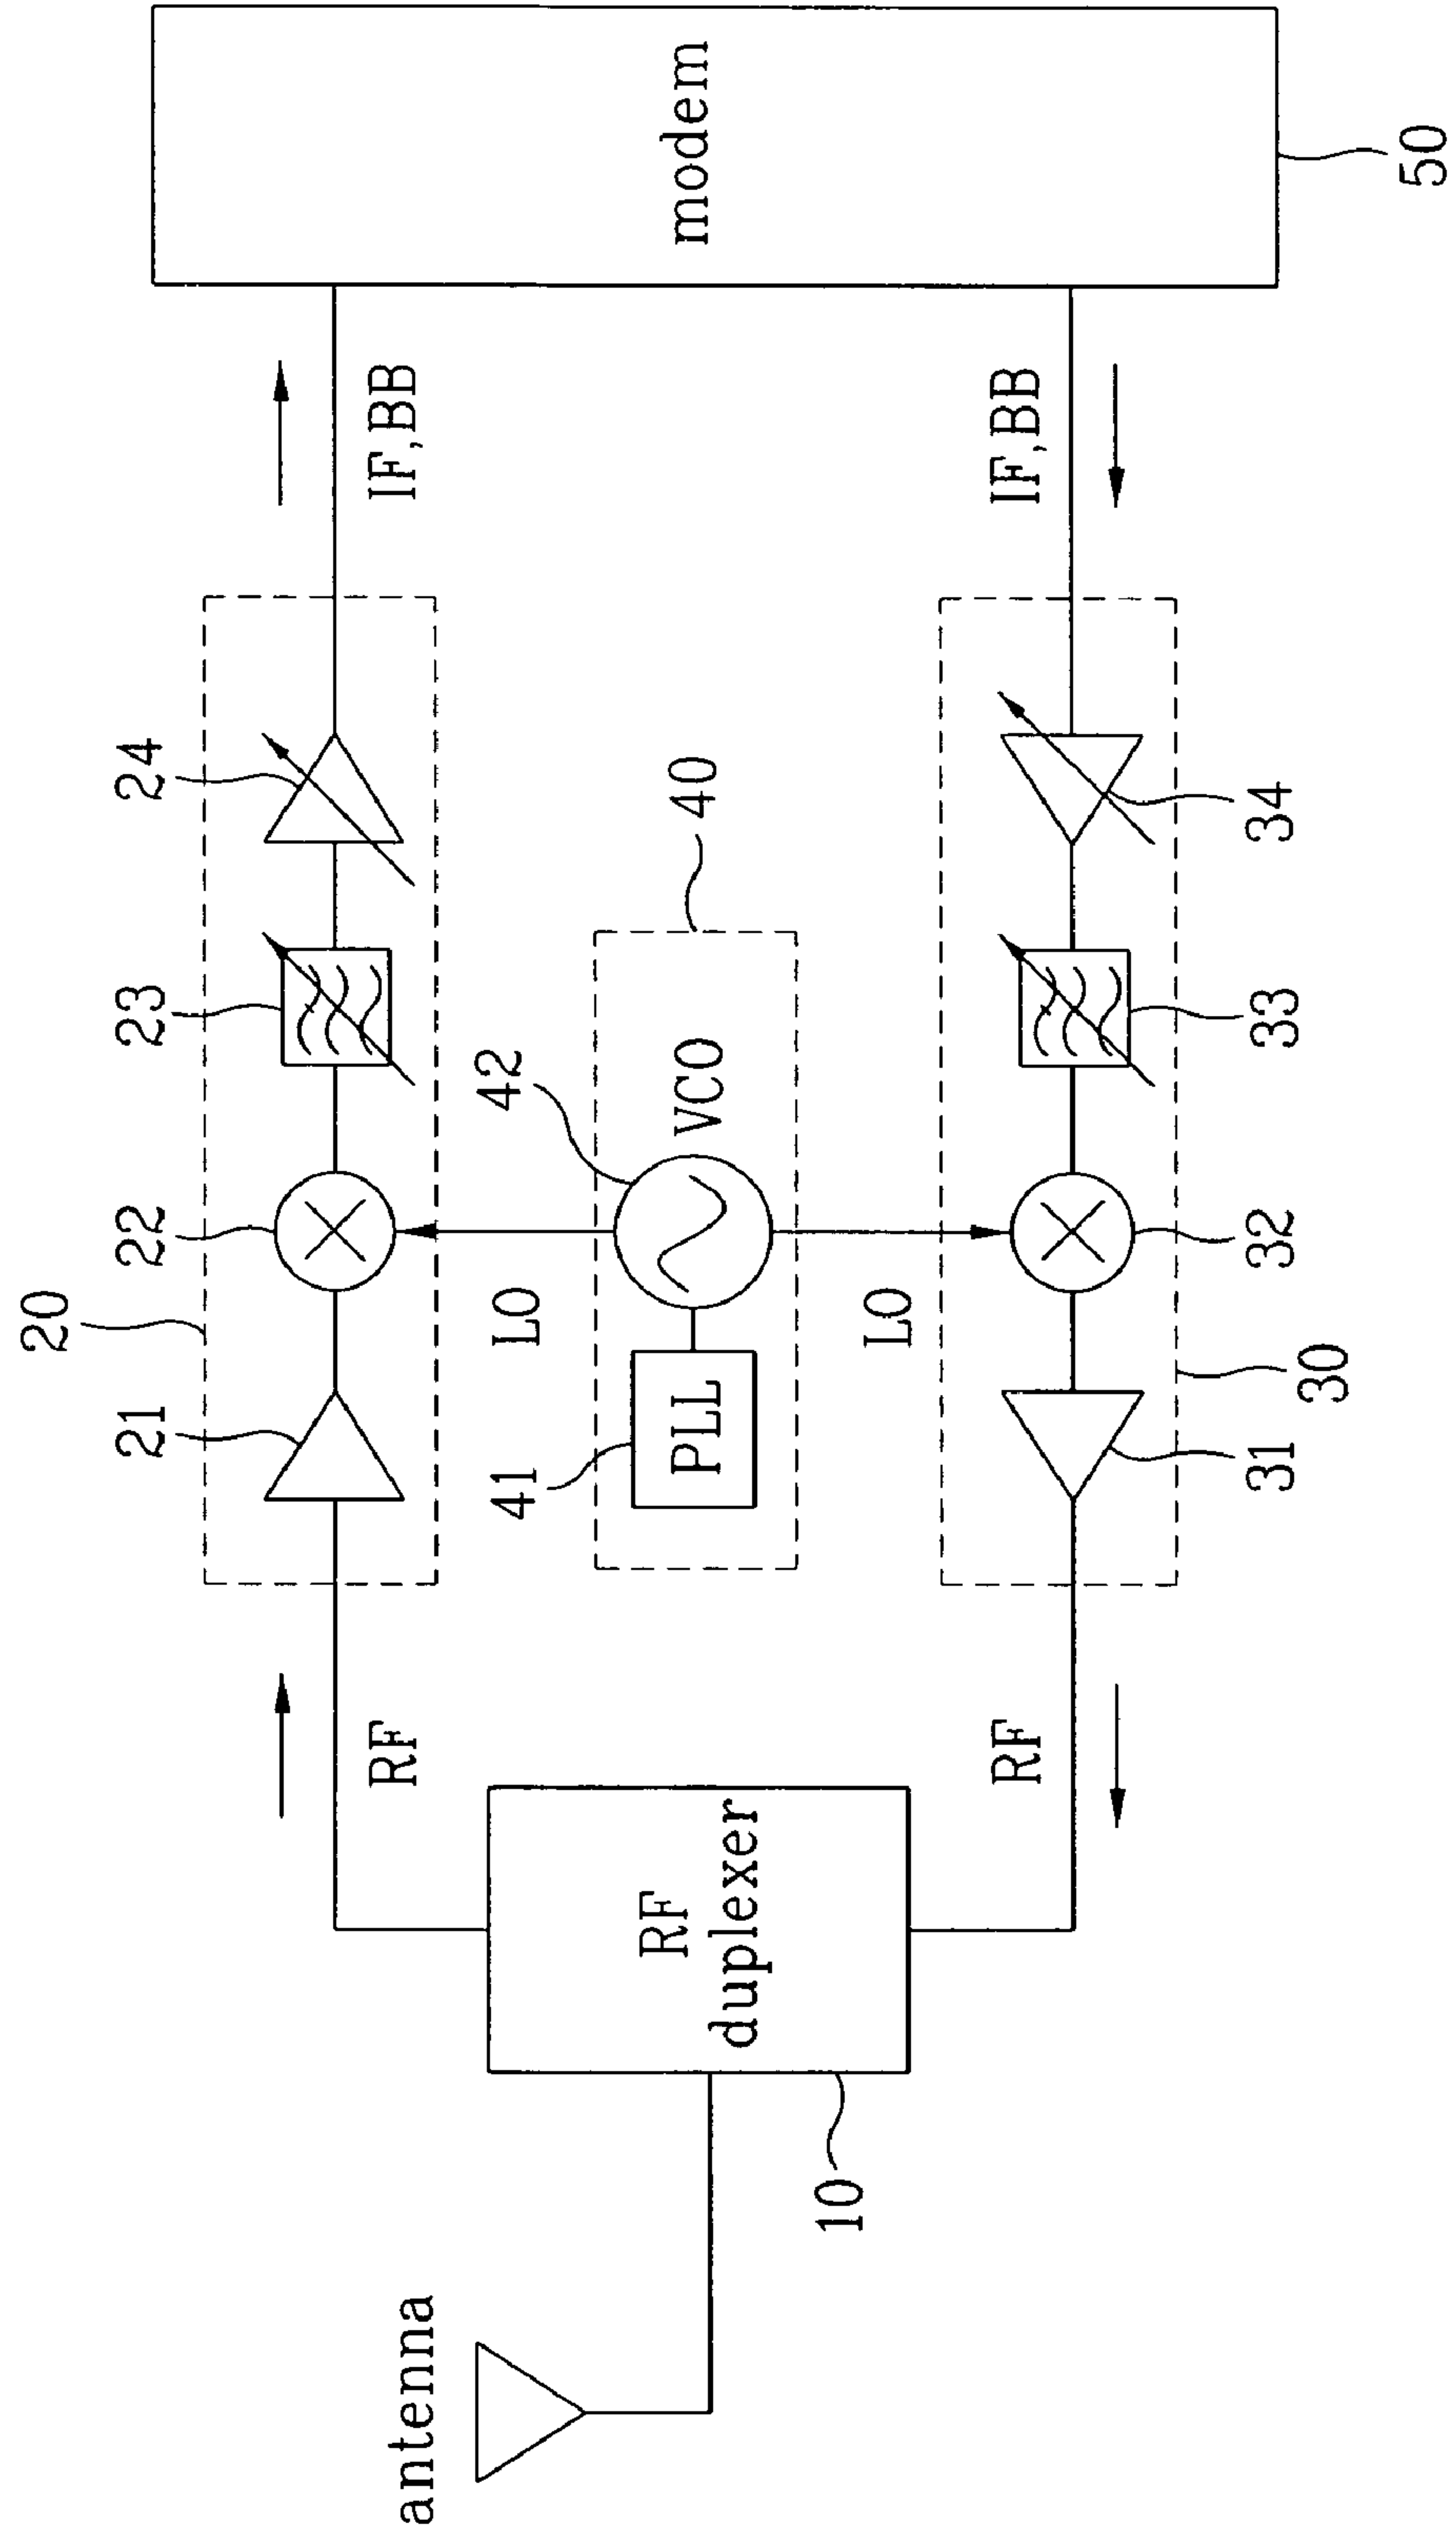 antenna
RF
duplexer
10
RF
RF
20
21
22
23
24
LO
42
41
PLL
VCO
40
LO
31
32
33
34
30
IF,BB
IF,BB
modem
50